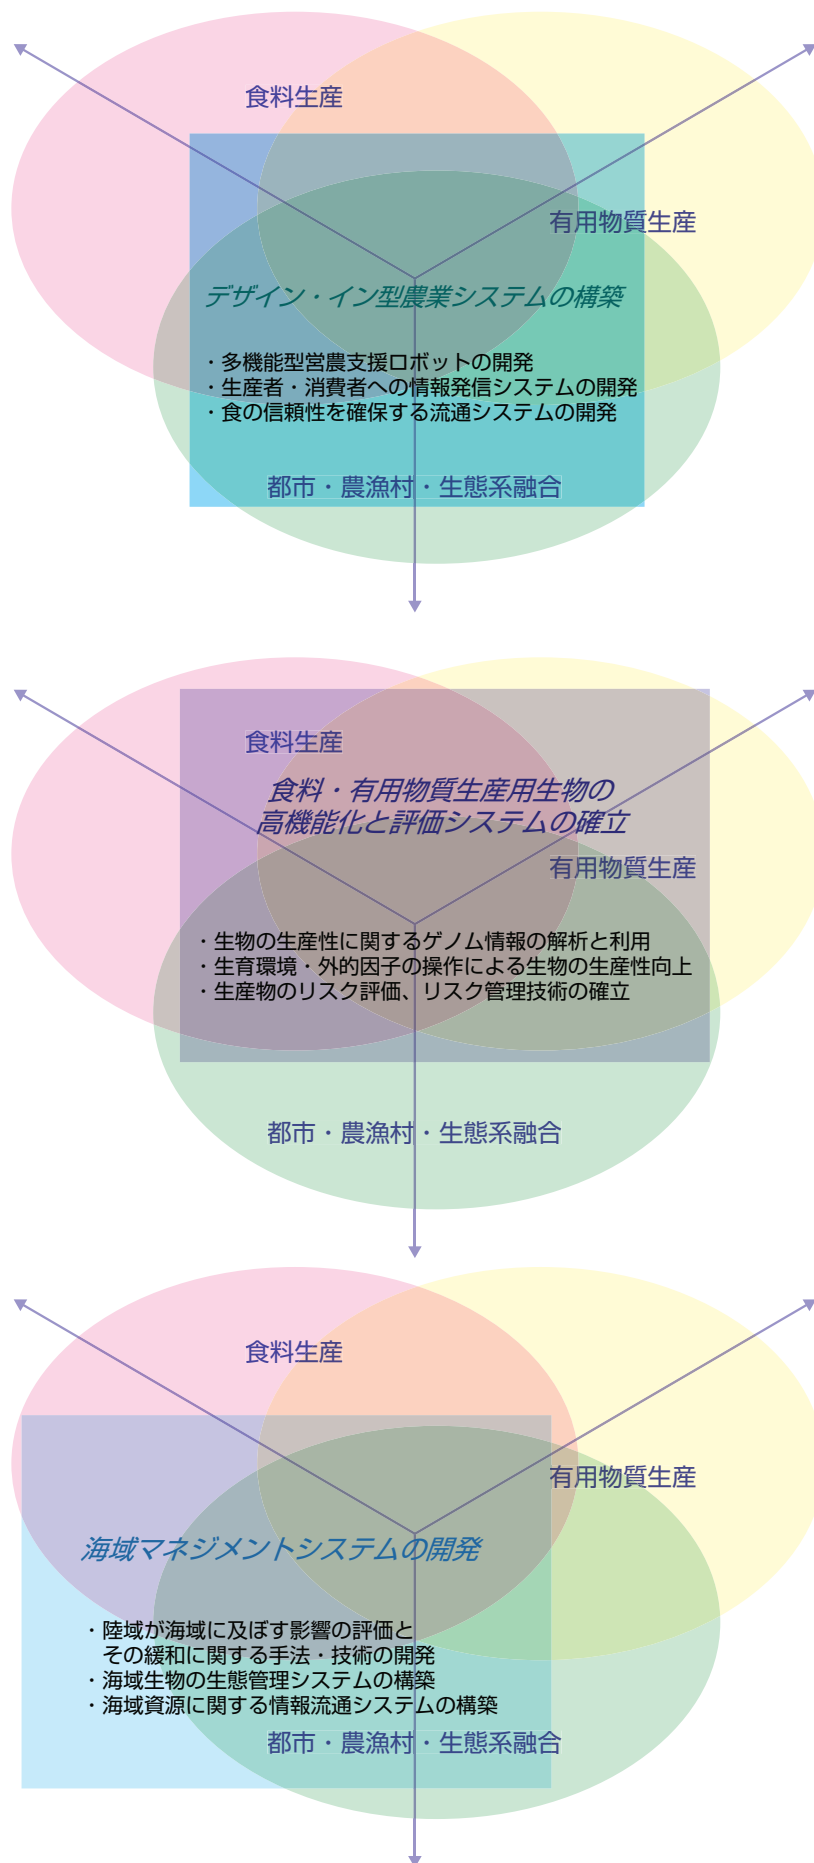 食料生産
有用物質生産
デザイン・イン型農業システムの構築
・多機能型営農支援ロボットの開発
・生産者・消費者への情報発信システムの開発
・食の信頼性を確保する流通システムの開発
都市・農漁村・生態系融合
食料生産
食料・有用物質生産用生物の
高機能化と評価システムの確立
有用物質生産
・生物の生産性に関するゲノム情報の解析と利用
・生育環境・外的因子の操作による生物の生産性向上
・生産物のリスク評価、リスク管理技術の確立
都市・農漁村・生態系融合
食料生産
有用物質生産
海域マネジメントシステムの開発
・陸域が海域に及ぼす影響の評価と
その緩和に関する手法・技術の開発
・海域生物の生態管理システムの構築
・海域資源に関する情報流通システムの構築
都市・農漁村・生態系融合